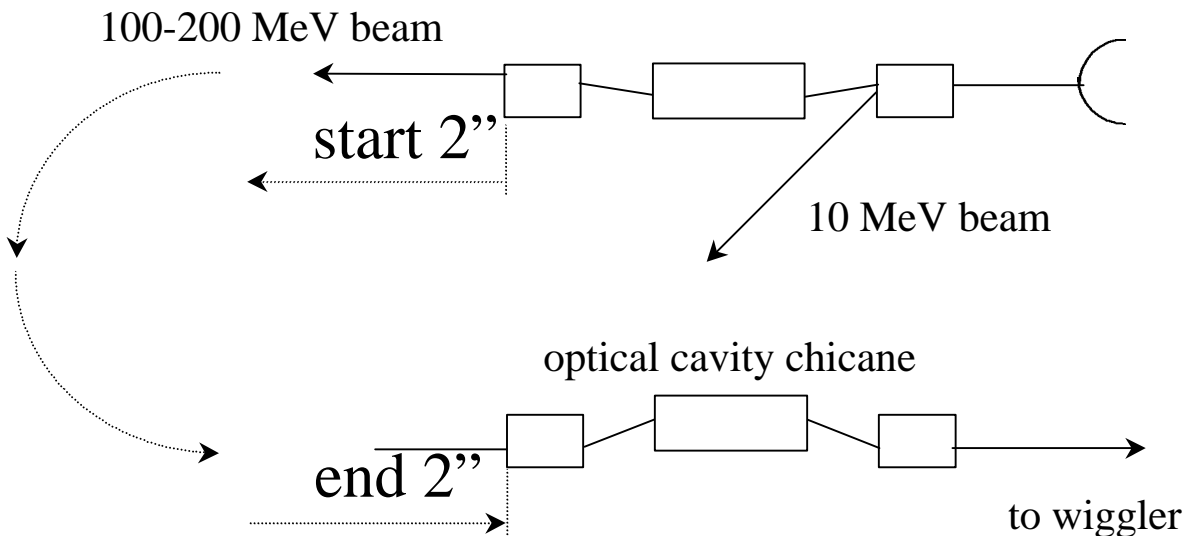 100-200 MeV beam
start 2”
10 MeV beam
optical cavity chicane
end 2”
to wiggler